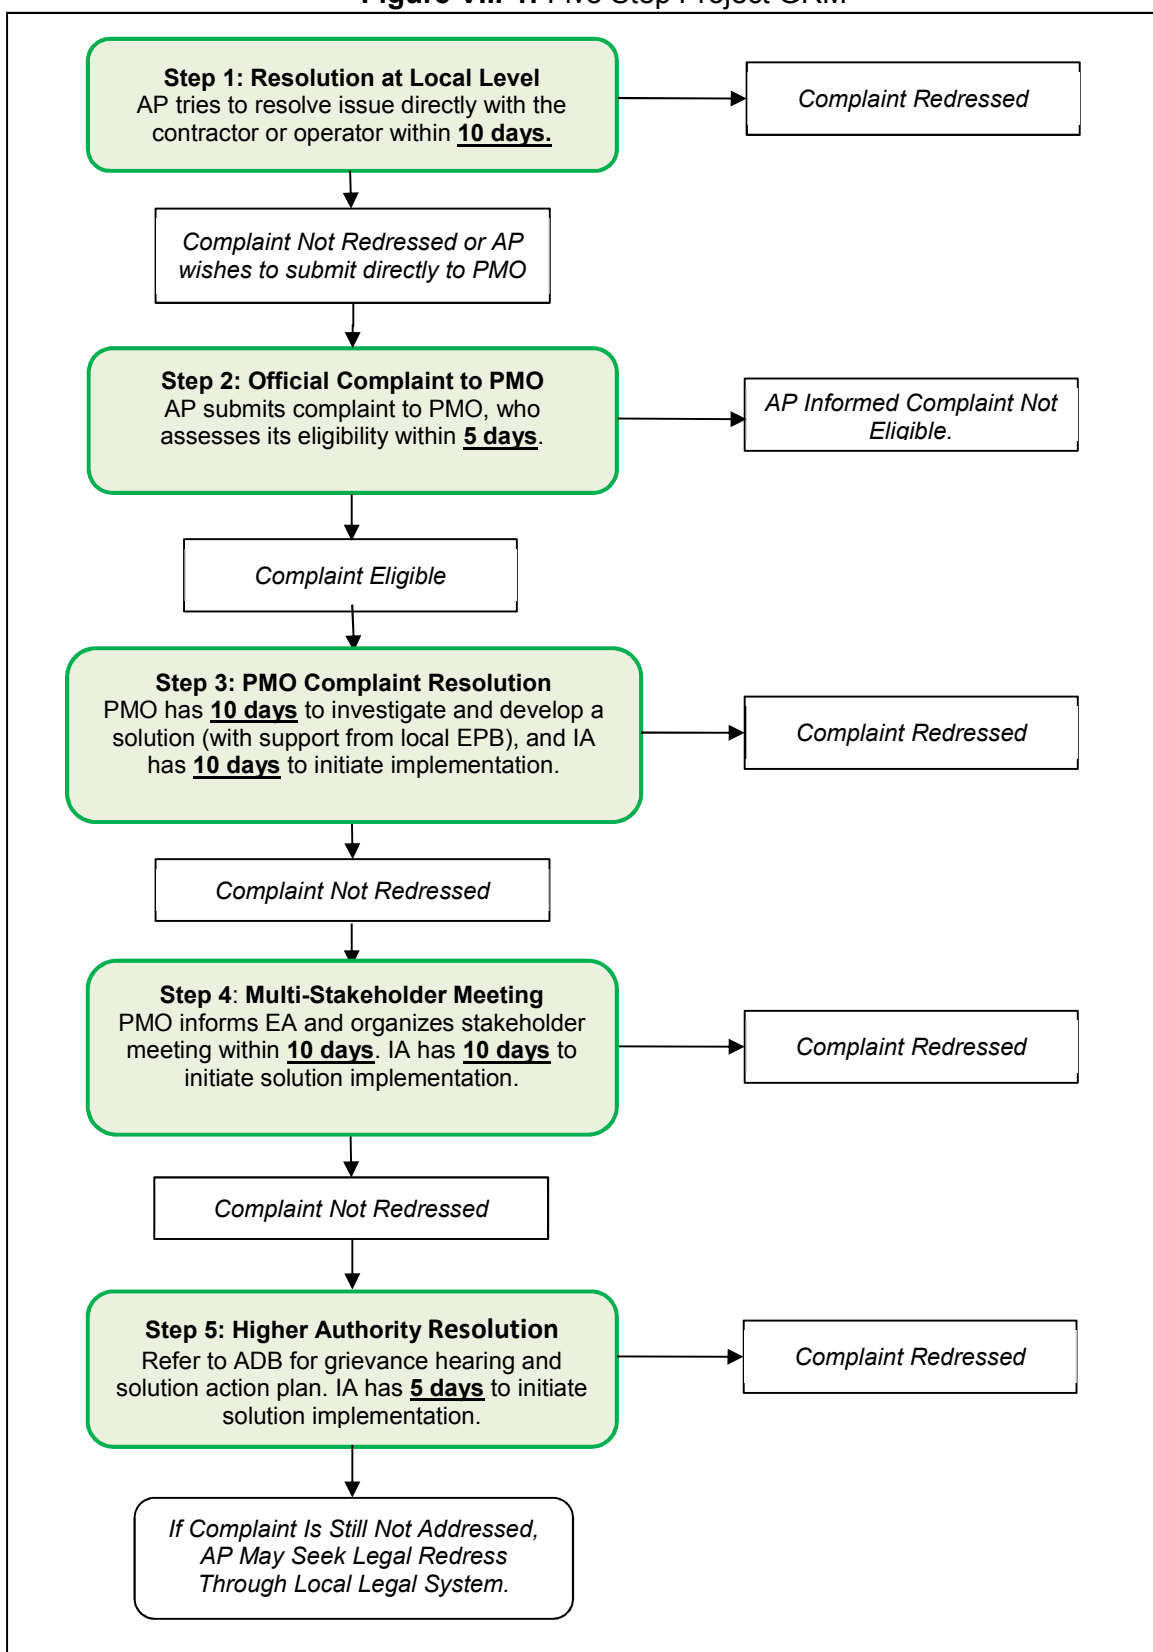 Step 1: Resolution at Local Level
AP tries to resolve issue directly with the
contractor or operator within 10 days.
Complaint Redressed
Complaint Not Redressed or AP
wishes to submit directly to PMO
Step 2: Official Complaint to PMO
AP submits complaint to PMO, who
assesses its eligibility within 5 days.
AP Informed Complaint Not
Eligible.
Complaint Eligible
Step 3: PMO Complaint Resolution
PMO has 10 days to investigate and develop a
solution (with support from local EPB), and IA
has 10 days to initiate implementation.
Complaint Redressed
Complaint Not Redressed
Step 4: Multi-Stakeholder Meeting
PMO informs EA and organizes stakeholder
meeting within 10 days. IA has 10 days to
initiate solution implementation.
Complaint Redressed
Complaint Not Redressed
Step 5: Higher Authority Resolution
Refer to ADB for grievance hearing and
solution action plan. IA has 5 days to initiate
solution implementation.
Complaint Redressed
If Complaint Is Still Not Addressed,
AP May Seek Legal Redress
Through Local Legal System.